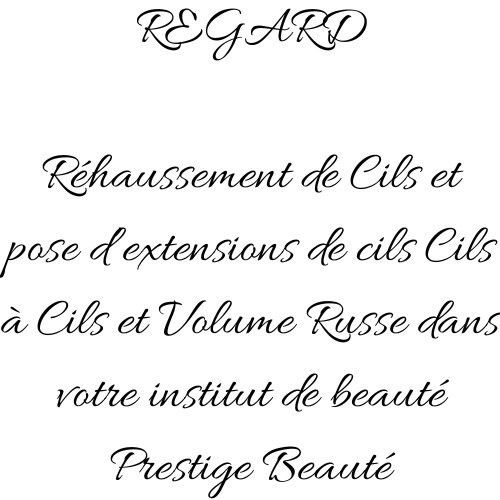 REGARD
Réhaussement de Cils et
pose d extensions de cils Cils
à Cils et Volume Russe dans
votre institut de beauté
Prestige Beauté